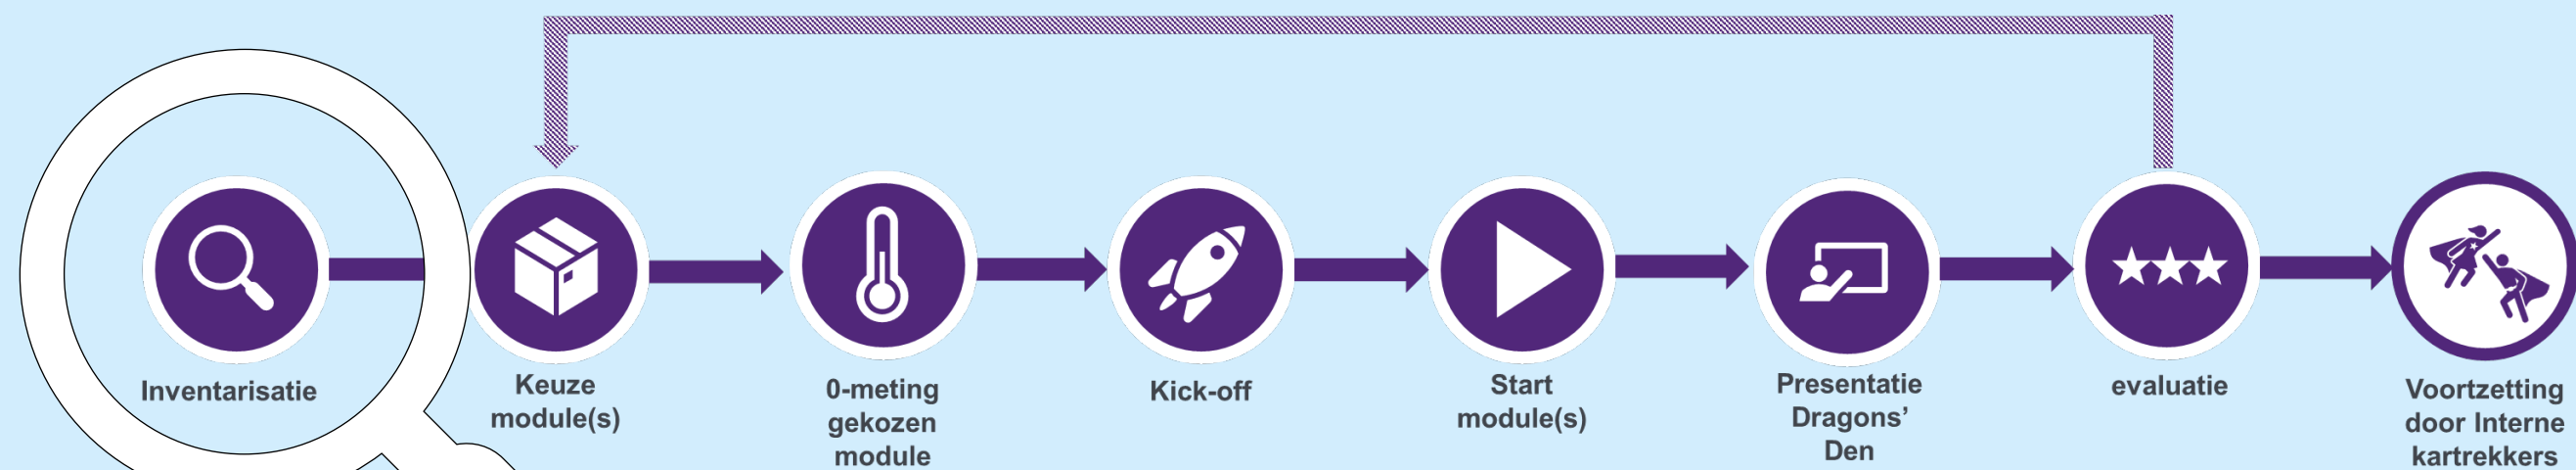 Inventarisatie
Keuze
module(s)
0-meting
gekozen
module
Kick-off
Start
module(s)
Presentatie
Dragons’
Den
evaluatie
Voortzetting
door Interne
kartrekkers